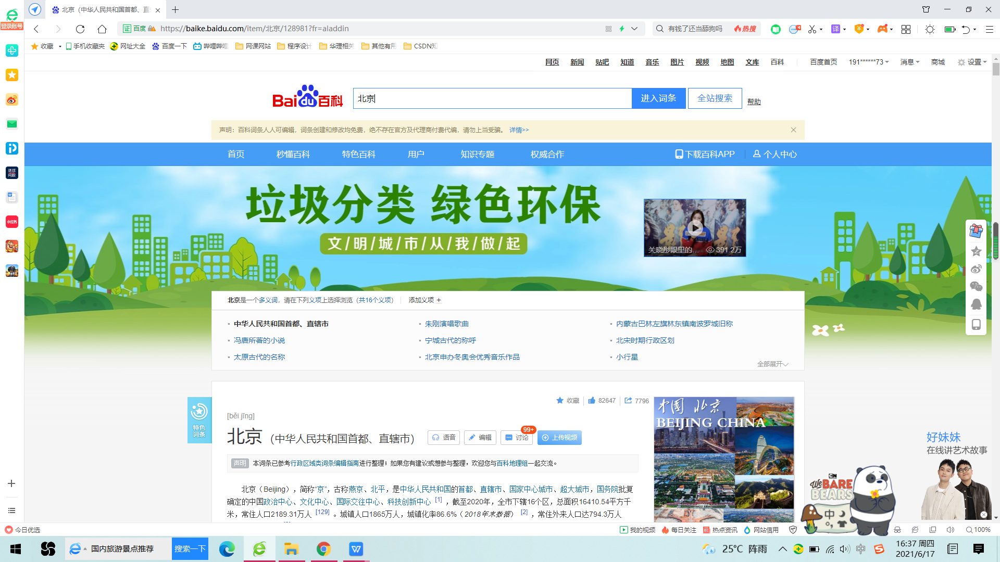 北京（中华人民共和国首都、直
登录账号
证 百度 https://baike.baidu.com/item/北京/128981?fr=aladdin
有钱了还当舔狗吗 热搜
4
译
收藏 手机收藏夹 网址大全 百度一下 哔哩哔哩 网课网站 程序设计 华理相关 其他有用 CSDN知
网页 新闻 贴吧 知道 音乐 图片 视频 地图 文库 百科 百度首页 191******73 消息 商城 设置
Bai du 百科 北京 进入词条 全站搜索 帮助
声明：百科词条人人可编辑，词条创建和修改均免费，绝不存在官方及代理商付费代编，请勿上当受骗。 详情>>
首页 秒懂百科 特色百科 用户 知识专题 权威合作 下载百科APP 个人中心
环球网校
小红书
垃圾分类 绿色环保
文/明/城/市/从/我/做/起
关晓彤眼里的... 391.2万
北京是一个多义词，请在下列义项上选择浏览（共16个义项） 添加义项 +
中华人民共和国首都、直辖市 朱刚演唱歌曲 内蒙古巴林左旗林东镇南波罗城旧称
冯唐所著的小说 宁城古代的称呼 北宋时期行政区划
太原古代的名称 北京申办冬奥会优秀音乐作品 小行星
全部展开
特色词条
收藏 82647 7796
[běi jīng]
北京（中华人民共和国首都、直辖市） 语音 编辑 讨论 99+ 上传视频
声明 本词条已参考行政区域类词条编辑指南进行整理；如果您有建议或想参与整理，欢迎您与百科地理组一起交流。
北京（Beijing），简称“京”，古称燕京、北平，是中华人民共和国的首都、直辖市、国家中心城市、超大城市，国务院批复
确定的中国政治中心、文化中心、国际交往中心、科技创新中心 [1] ，截至2020年，全市下辖16个区，总面积16410.54平方千
米，常住人口2189.31万人 [129] 。城镇人口1865万人，城镇化率86.6%（2018年末数据） [2] ，常住外来人口达794.3万人
中国 北京
BEIJING CHINA
好妹妹
在线讲艺术故事
CN
WE BARE BEARS
中
今日优选 我的视频 每日关注 热点资讯 网站信用 100%
国内旅游景点推荐 搜索一下
25°C 阵雨 中 16:37 周四
2021/6/17